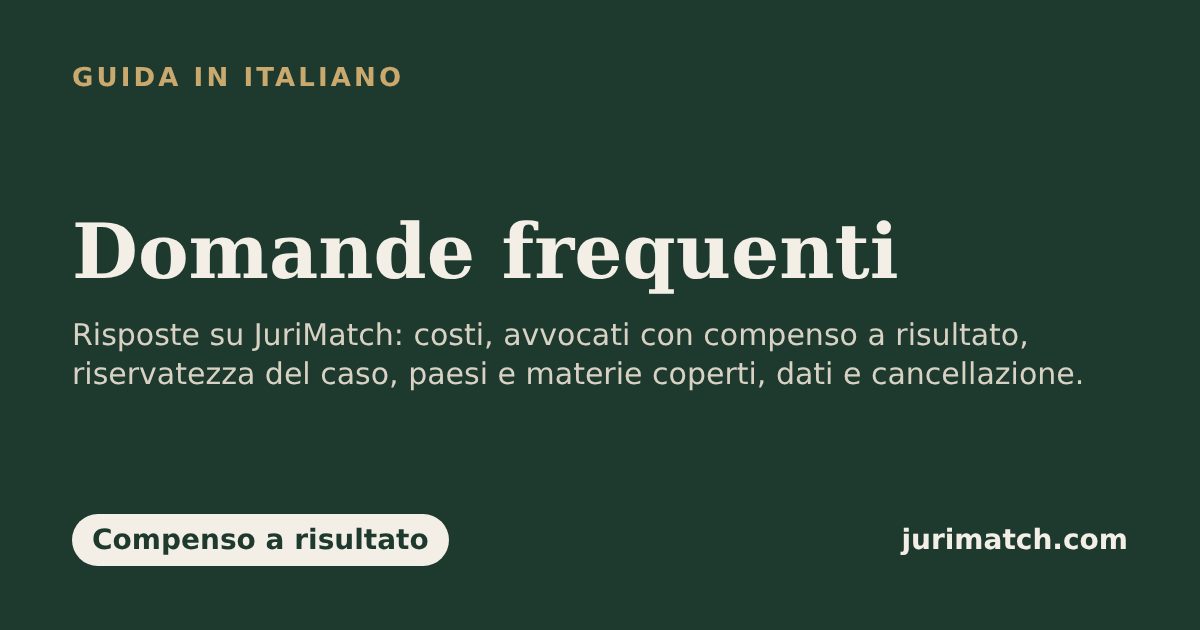 GUIDA IN ITALIANO
Domande frequenti
Risposte su JuriMatch: costi, avvocati con compenso a risultato,
riservatezza del caso, paesi e materie coperti, dati e cancellazione.
Compenso a risultato
jurimatch.com